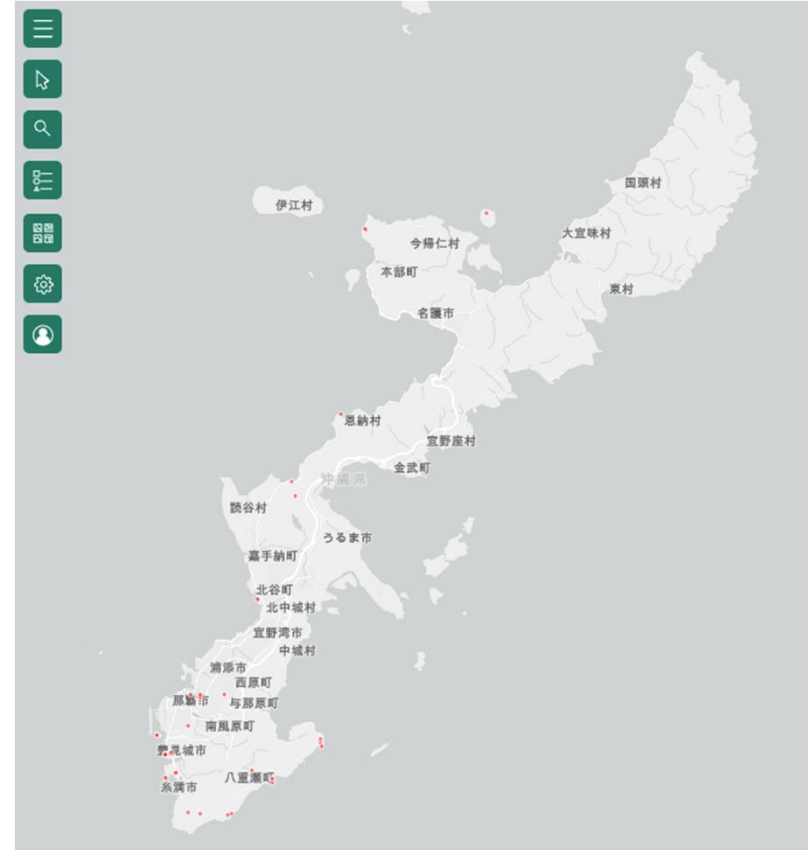 国頭村
伊江村
大宜味村
今帰仁村
本部町
東村
名護市
恩納村
宜野座村
金武町
沖縄県
読谷村
うるま市
嘉手納町
北谷町
北中城村
宜野湾市
中城村
浦添市
西原町
那覇市
与那原町
南風原町
豊見城市
八重瀬町
糸満市